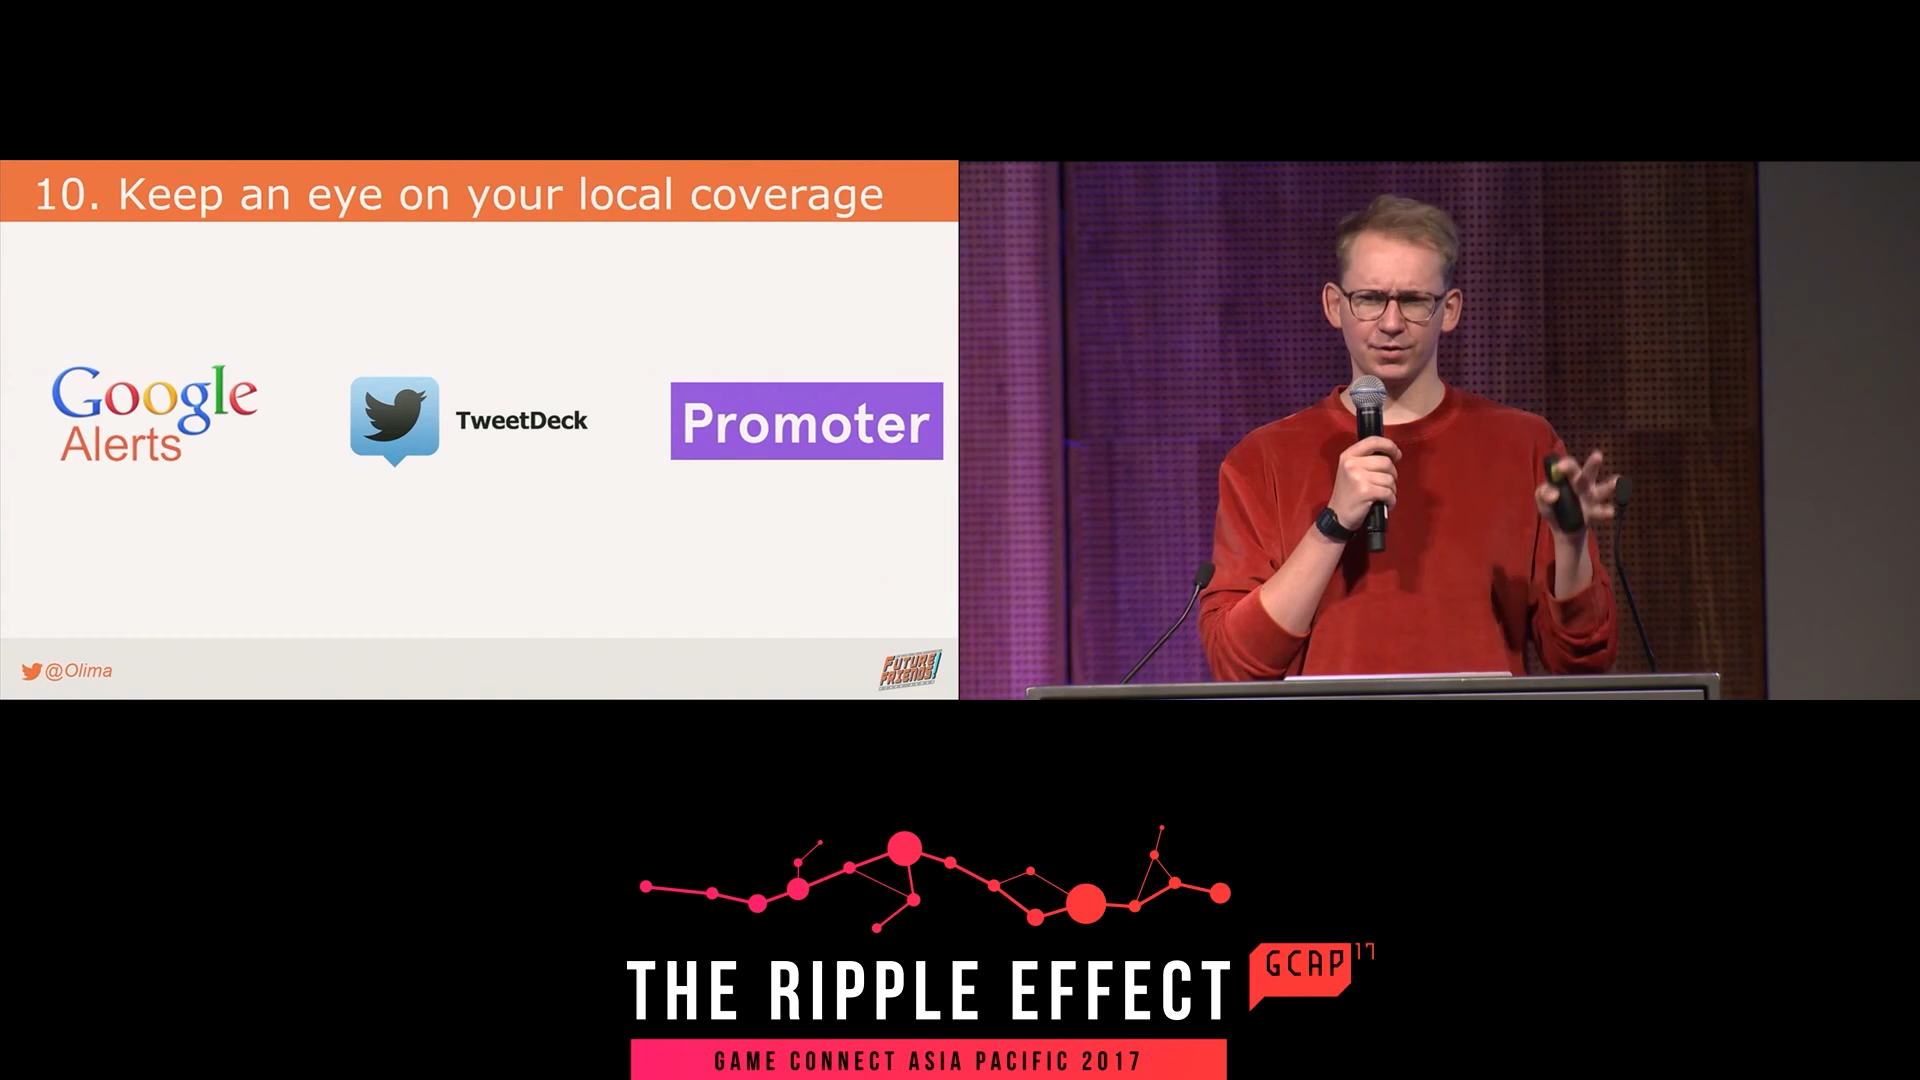 10. Keep an eye on your local coverage
Google
Alerts
TweetDeck
Promoter
@Olima
FUTURE
FRIENDS!
THE RIPPLE EFFECT
GCAP 17
GAME CONNECT ASIA PACIFIC 2017